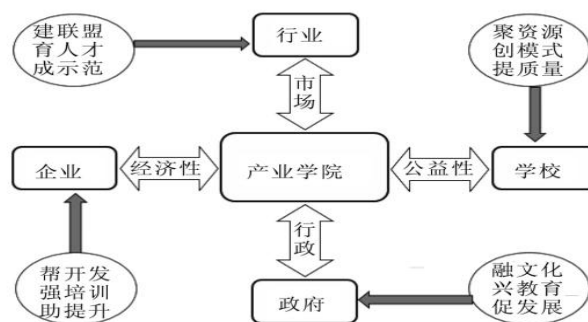 建联盟
育人才
成示范
行业
聚资源
创模式
提质量
市场
企业
经济性
产业学院
公益性
学校
行政
帮开发
强培训
助提升
政府
融文化
兴教育
促发展